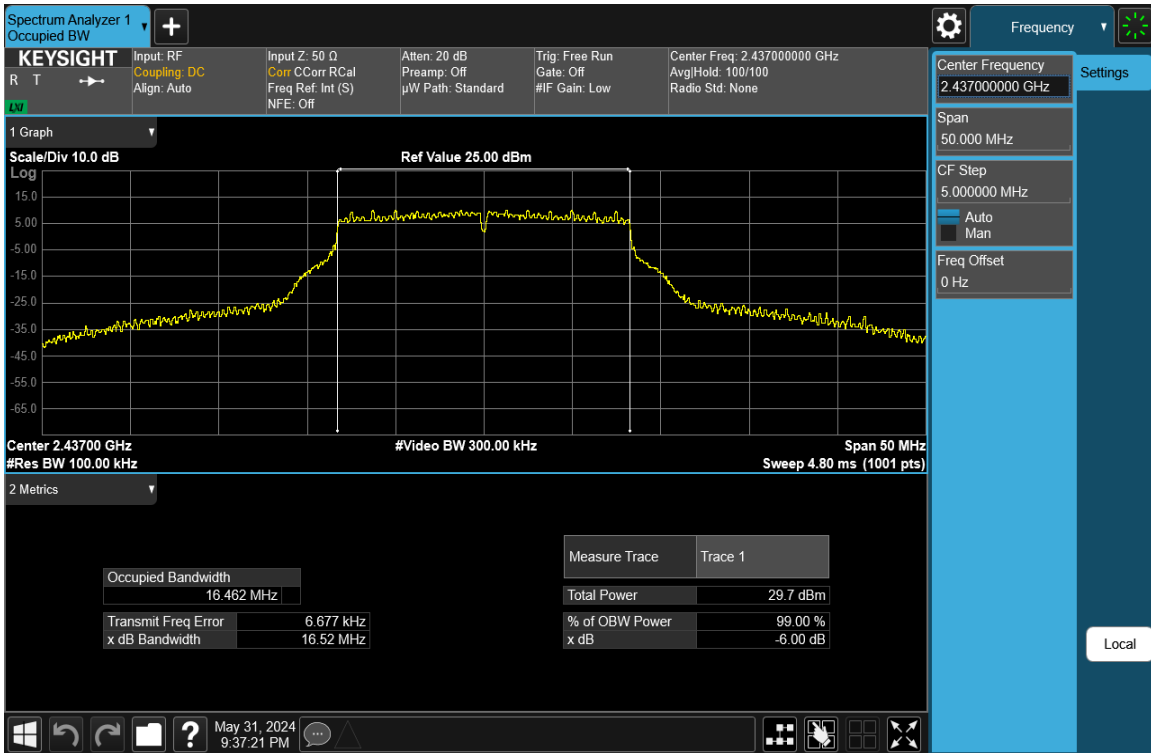 Spectrum Analyzer 1
Occupied BW
Frequency
KEYSIGHT
R T
LXI
Input: RF
Coupling: DC
Align: Auto
Input Z: 50 Ω
Corr CCorr RCal
Freq Ref: Int (S)
NFE: Off
Atten: 20 dB
Preamp: Off
µW Path: Standard
Trig: Free Run
Gate: Off
#IF Gain: Low
Center Freq: 2.437000000 GHz
Avg|Hold: 100/100
Radio Std: None
Center Frequency
2.437000000 GHz
Settings
Span
50.000 MHz
CF Step
5.000000 MHz
Auto
Man
Freq Offset
0 Hz
Local
1 Graph
Scale/Div 10.0 dB
Ref Value 25.00 dBm
Log
15.0
5.00
-5.00
-15.0
-25.0
-35.0
-45.0
-55.0
-65.0
Center 2.43700 GHz
#Video BW 300.00 kHz
Span 50 MHz
#Res BW 100.00 kHz
Sweep 4.80 ms (1001 pts)
2 Metrics
Occupied Bandwidth
16.462 MHz
Transmit Freq Error 6.677 kHz
x dB Bandwidth 16.52 MHz
Measure Trace Trace 1
Total Power 29.7 dBm
% of OBW Power 99.00 %
x dB -6.00 dB
May 31, 2024
9:37:21 PM